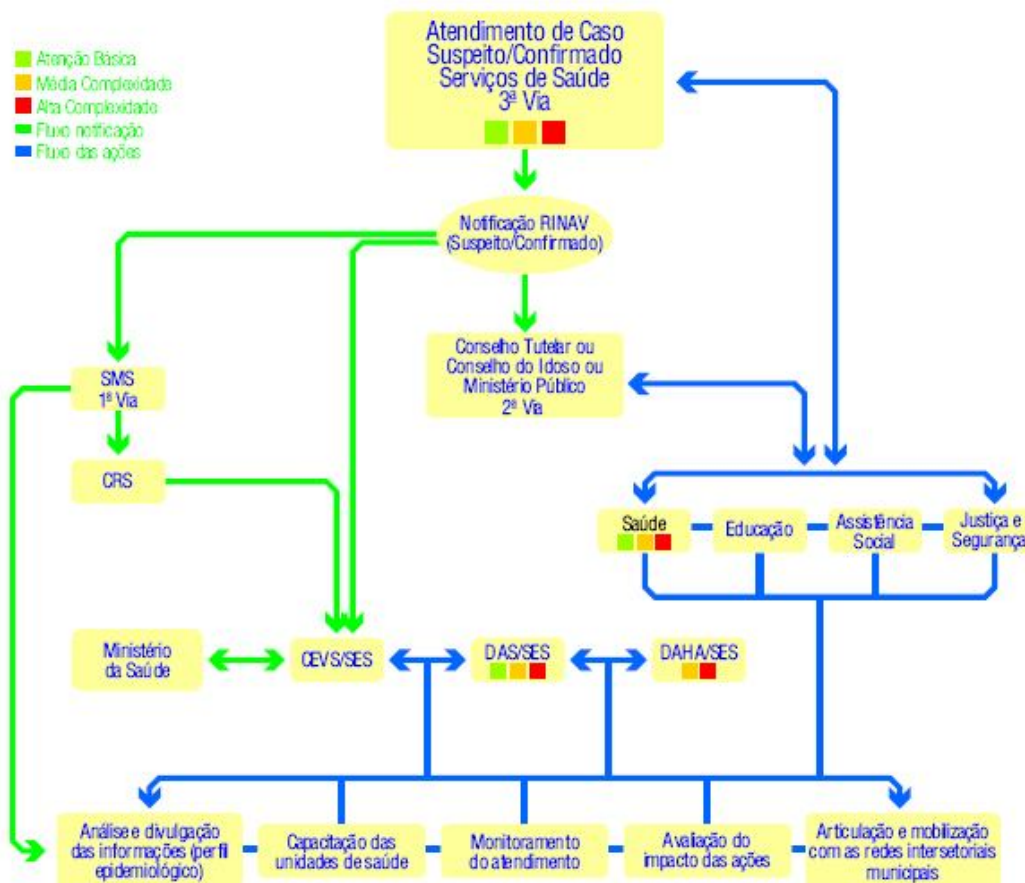 Atenção Básica
Média Complexidade
Alta Complexidade
Fluxo notificação
Fluxo das ações
Atendimento de Caso
Suspeito/Confirmado
Serviços de Saúde
3ª Via
Notificação RINAV
(Suspeito/Confirmado)
Conselho Tutelar ou
Conselho do Idoso ou
Ministério Público
2ª Via
SMS
1ª Via
CRS
Saúde
Educação
Assistência
Social
Justiça e
Segurança
Ministério
da Saúde
CEVS/SES
DAS/SES
DAHA/SES
Análise e divulgação
das informações (perfil
epidemiológico)
Capacitação das
unidades de saúde
Monitoramento
do atendimento
Avaliação do
impacto das ações
Articulação e mobilização
com as redes intersetoriais
municipais